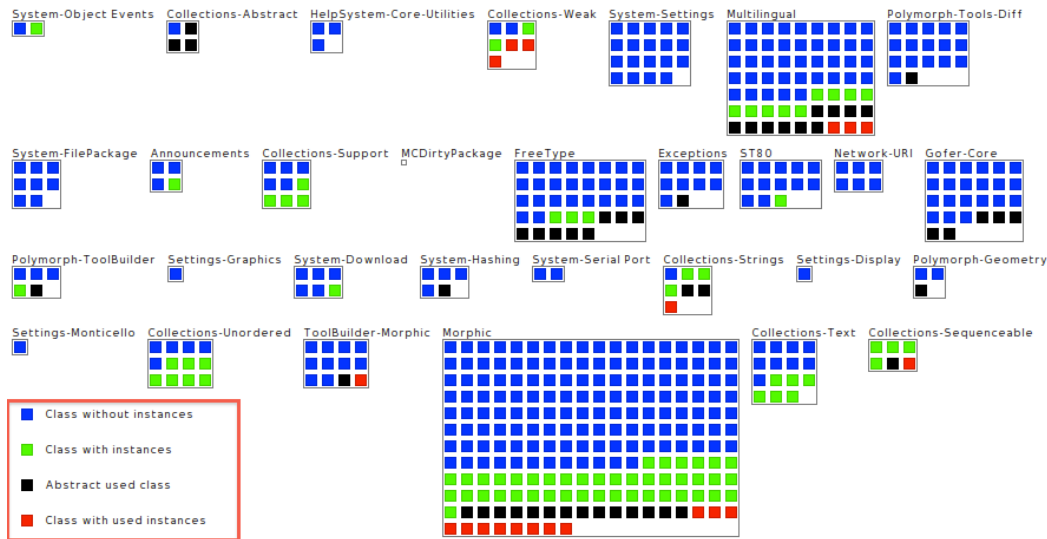 System-Object Events Collections-Abstract HelpSystem-Core-Utilities Collections-Weak System-Settings Multilingual Polymorph-Tools-Diff
System-FilePackage Announcements Collections-Support MCDirtyPackage FreeType Exceptions ST80 Network-URI Gofer-Core
Polymorph-ToolBuilder Settings-Graphics System-Download System-Hashing System-Serial Port Collections-Strings Settings-Display Polymorph-Geometry
Settings-Monticello Collections-Unordered ToolBuilder-Morphic Morphic Collections-Text Collections-Sequenceable
Class without instances
Class with instances
Abstract used class
Class with used instances